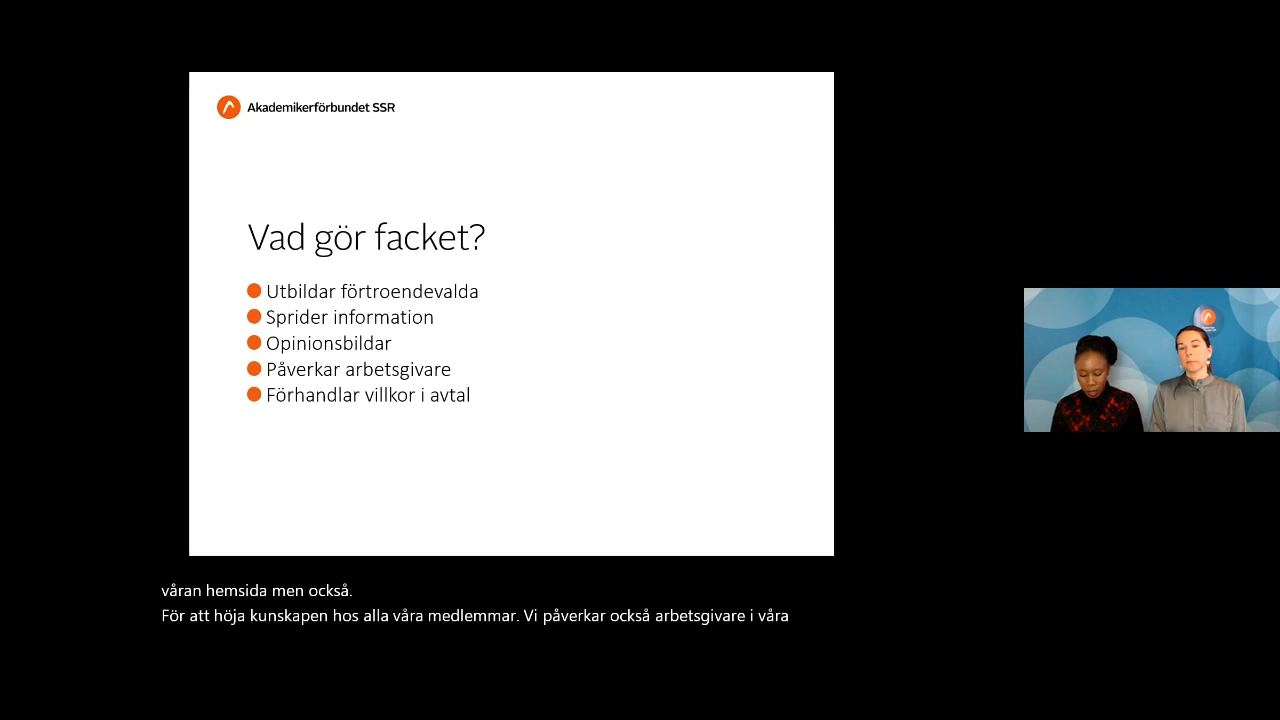 Akademikerförbundet SSR
Vad gör facket?
Utbildar förtroendevalda
Sprider information
Opinionsbildar
Påverkar arbetsgivare
Förhandlar villkor i avtal
våran hemsida men också.
För att höja kunskapen hos alla våra medlemmar. Vi påverkar också arbetsgivare i våra